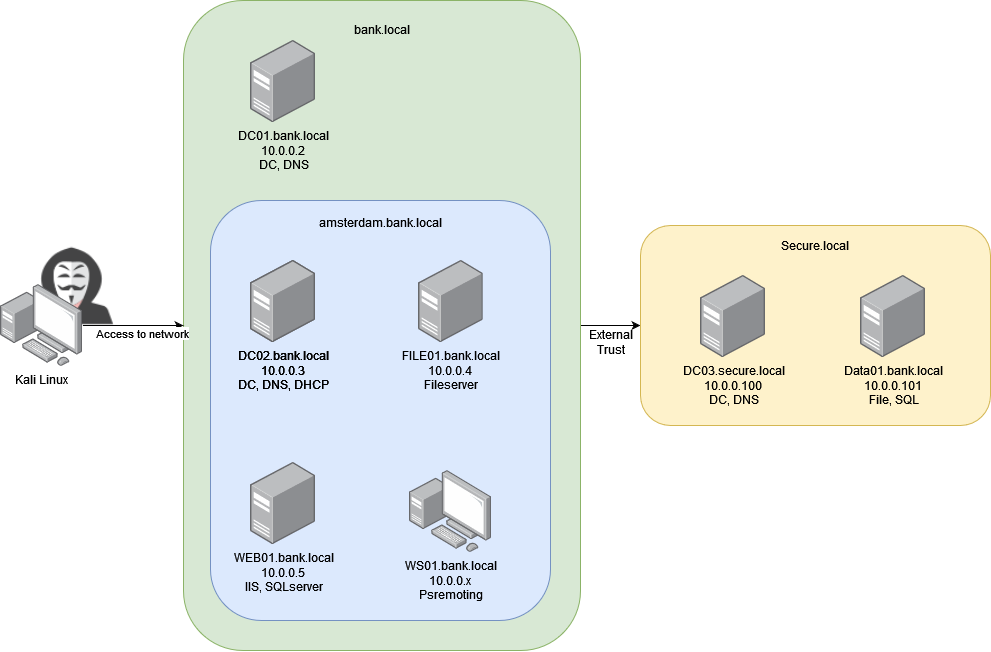 bank.local
DC01.bank.local
10.0.0.2
DC, DNS
amsterdam.bank.local
DC02.bank.local
10.0.0.3
DC, DNS, DHCP
FILE01.bank.local
10.0.0.4
Fileserver
WEB01.bank.local
10.0.0.5
IIS, SQLserver
WS01.bank.local
10.0.0.x
Psremoting
Access to network
Kali Linux
External
Trust
Secure.local
DC03.secure.local
10.0.0.100
DC, DNS
Data01.bank.local
10.0.0.101
File, SQL